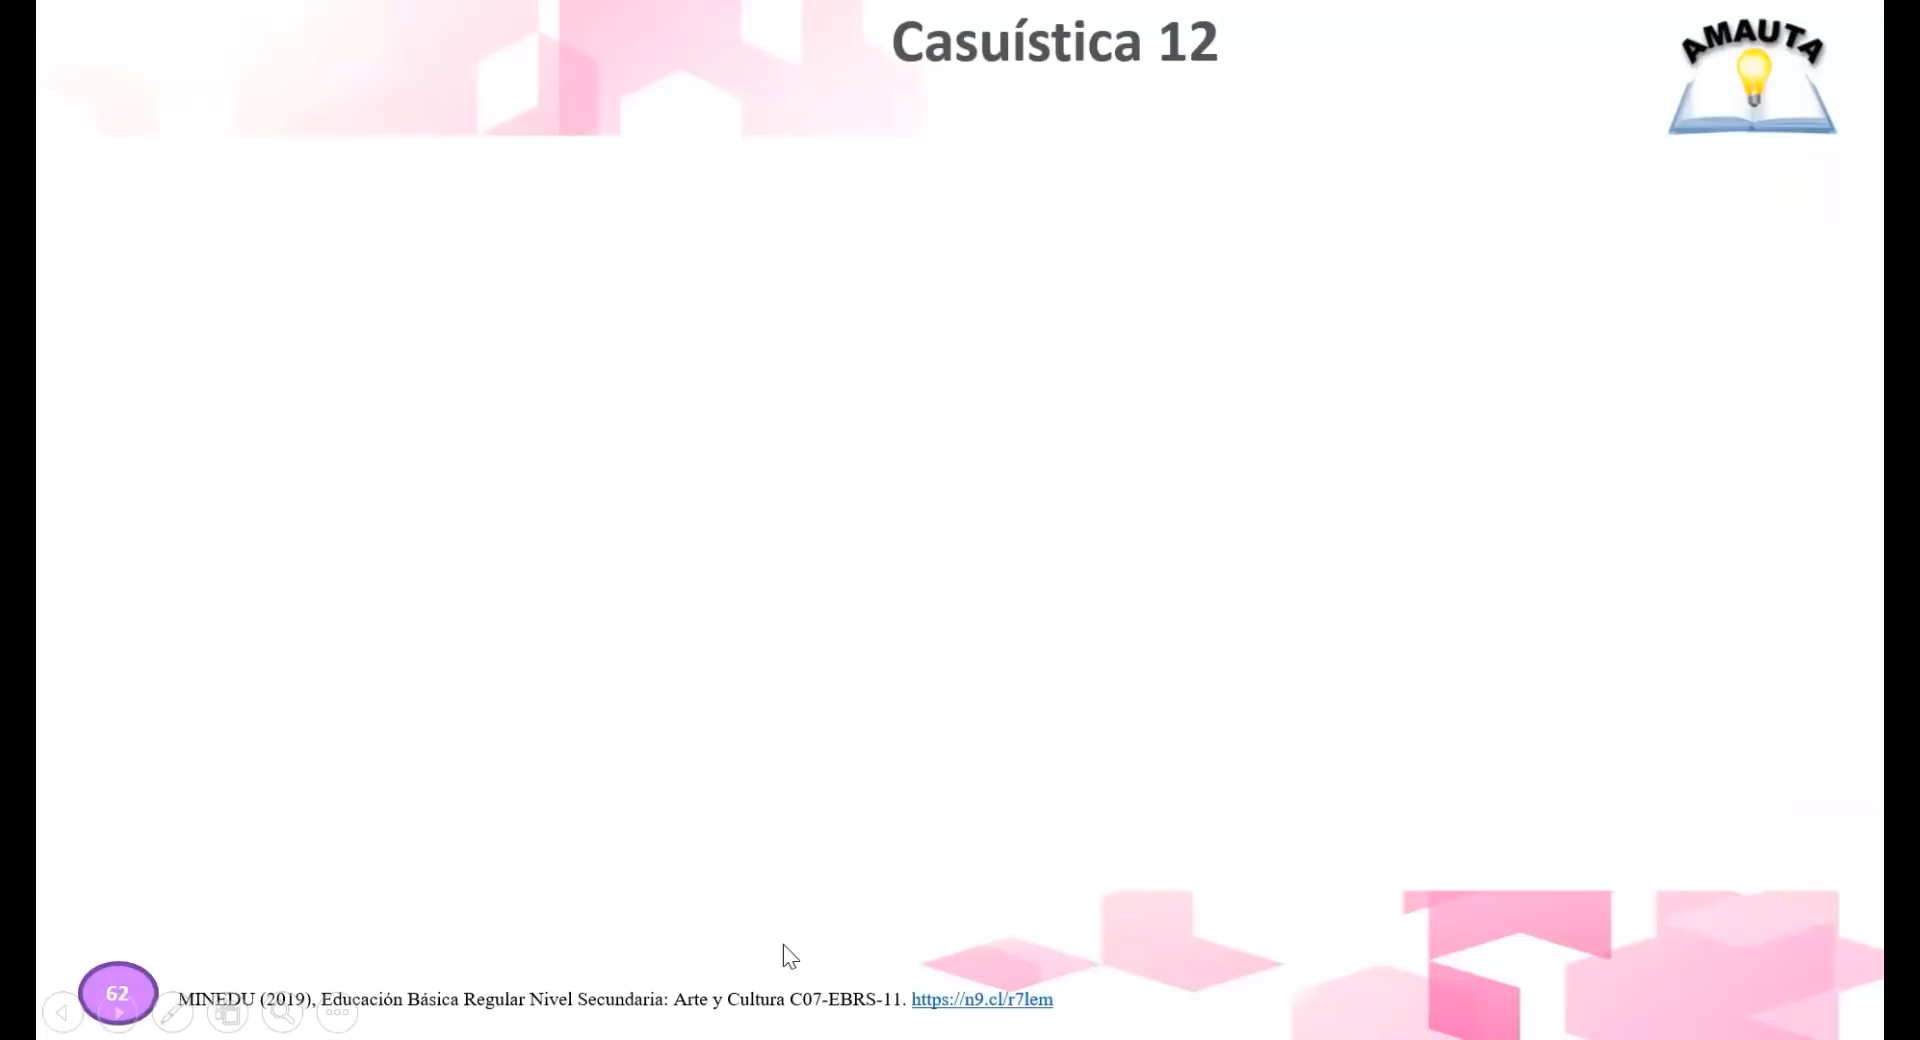 Casuística 12
AMAUTA
62
MINEDU (2019), Educación Básica Regular Nivel Secundaria: Arte y Cultura C07-EBRS-11. https://n9.cl/r7lem